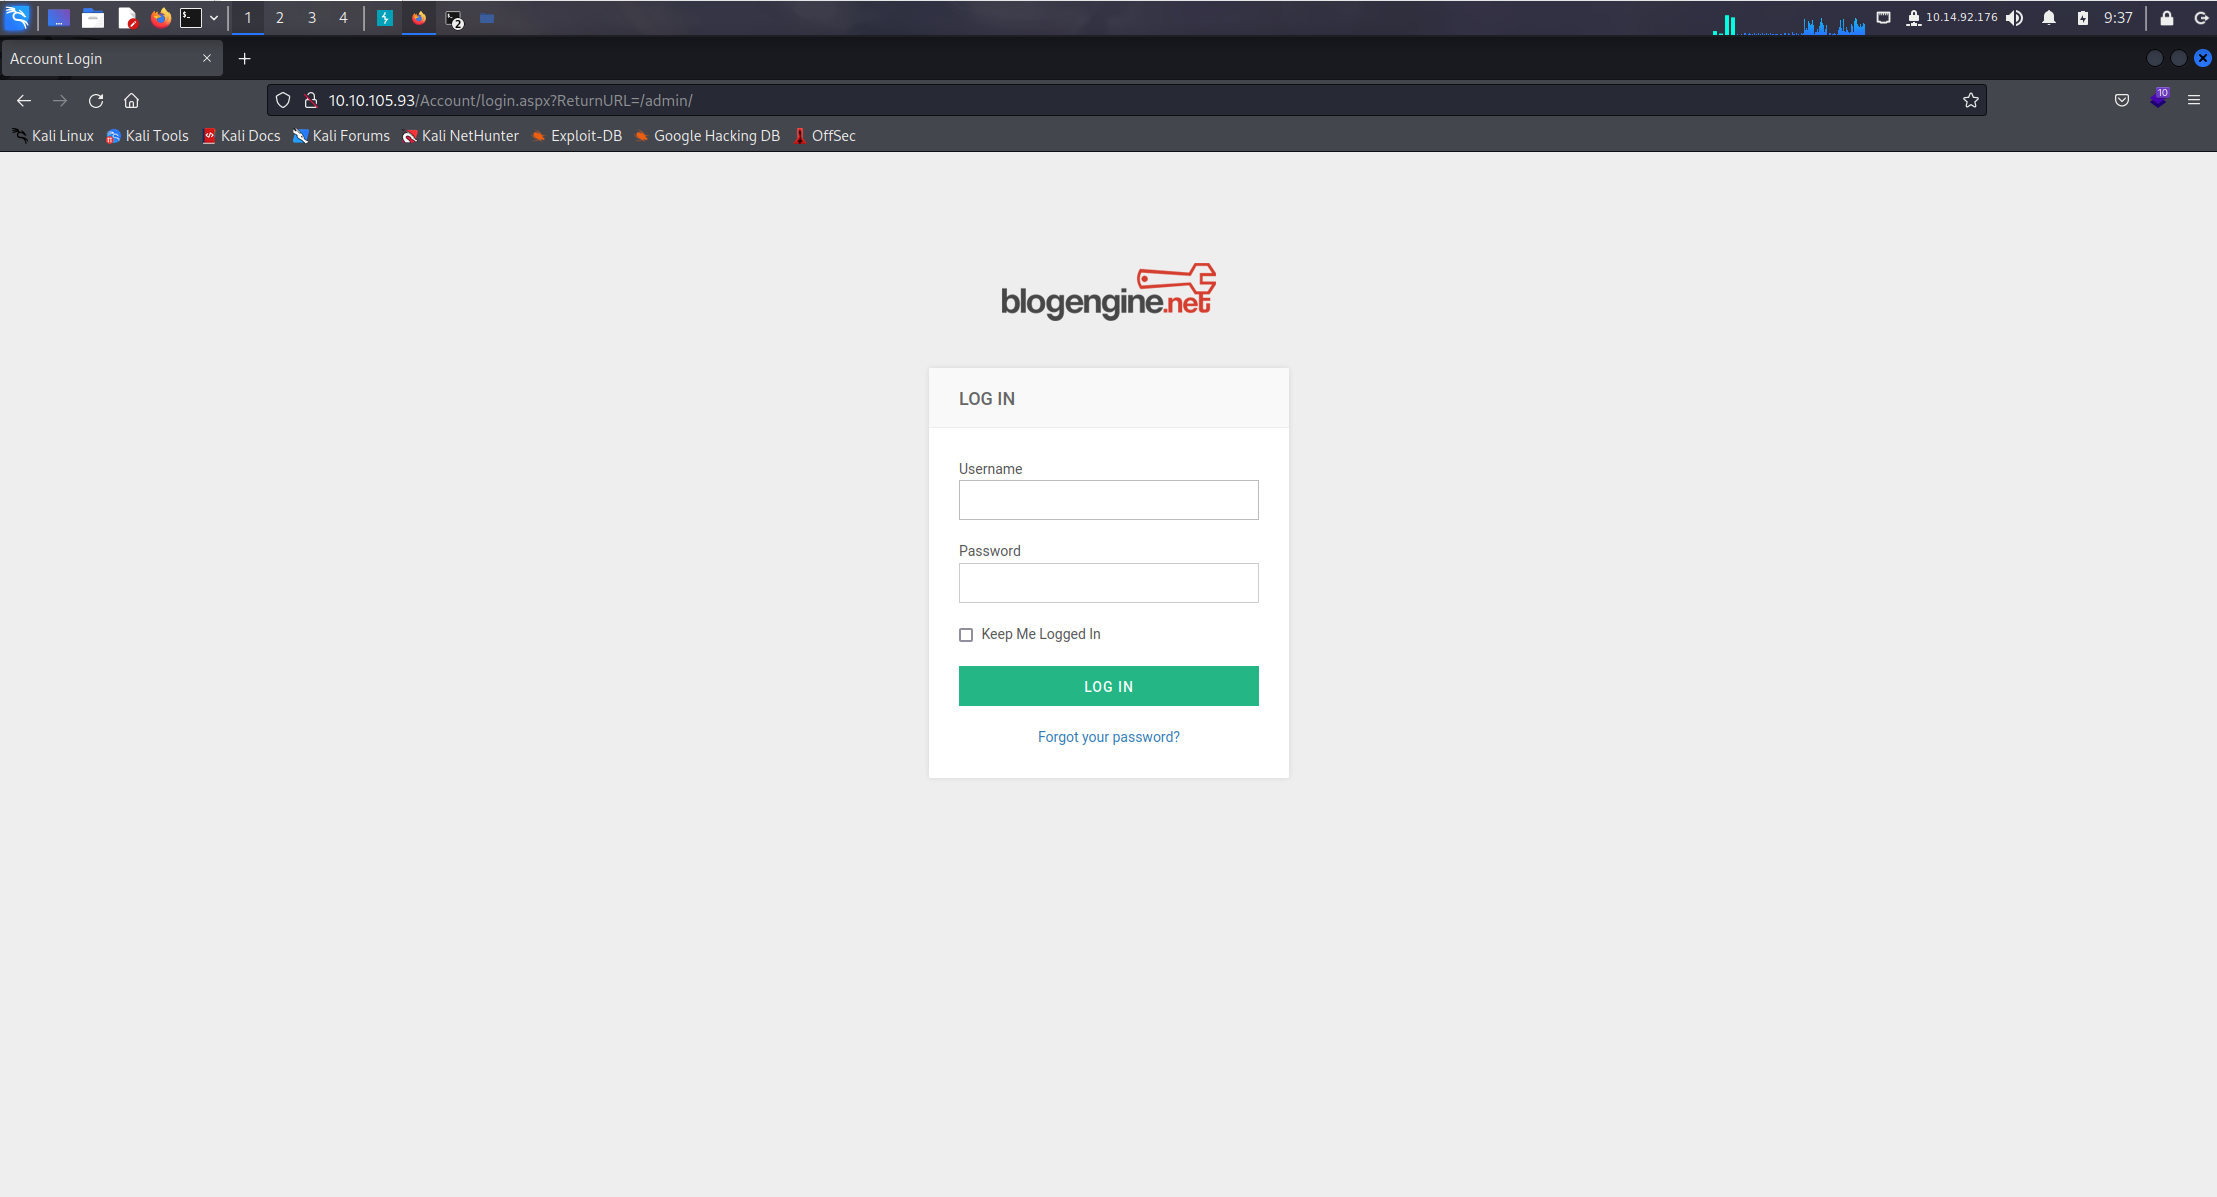 1 2 3 4 2 10.14.92.176 9:37
Account Login
10.10.105.93/Account/login.aspx?ReturnURL=/admin/ 10
Kali Linux Kali Tools Kali Docs Kali Forums Kali NetHunter Exploit-DB Google Hacking DB OffSec
blogengine.net
LOG IN
Username
Password
Keep Me Logged In
LOG IN
Forgot your password?